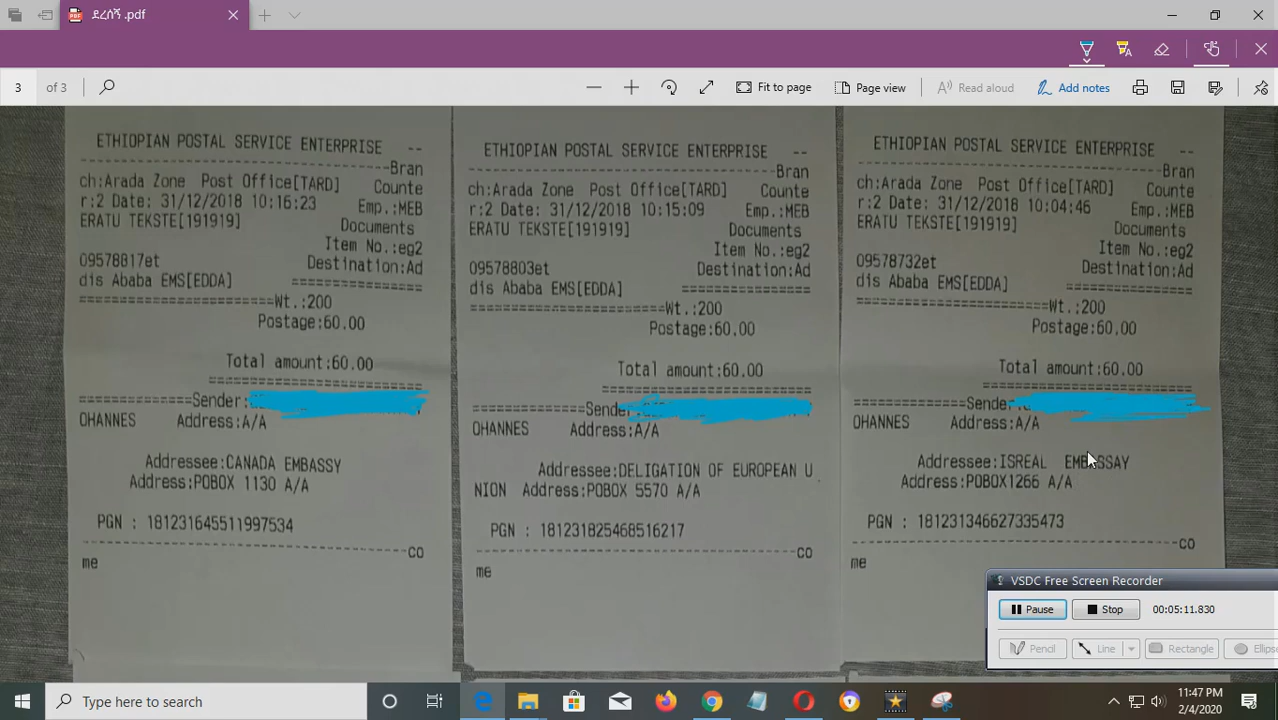 ደረሰኝ .pdf
3 of 3
Fit to page
Page view
Read aloud
Add notes
ETHIOPIAN POSTAL SERVICE ENTERPRISE --
--------------------------------------Bran
ch:Arada Zone Post Office[TARD] Counte
r:2 Date: 31/12/2018 10:16:23 Emp.:MEB
ERATU TEKSTE[191919] Documents
Item No.:eg2
09578817et Destination:Ad
dis Ababa EMS[EDDA] ================
========================Wt.:200
Postage:60.00
Total amount:60.00
==========================
==============Sender:
OHANNES Address:A/A
Addressee:CANADA EMBASSY
Address:POBOX 1130 A/A
PGN : 181231645511997534
----------------------------------------co
me
ETHIOPIAN POSTAL SERVICE ENTERPRISE --
--------------------------------------Bran
ch:Arada Zone Post Office[TARD] Counte
r:2 Date: 31/12/2018 10:15:09 Emp.:MEB
ERATU TEKSTE[191919] Documents
Item No.:eg2
09578803et Destination:Ad
dis Ababa EMS[EDDA] ================
========================Wt.:200
Postage:60.00
Total amount:60.00
==========================
==============Sender
OHANNES Address:A/A
Addressee:DELIGATION OF EUROPEAN U
NION Address:POBOX 5570 A/A
PGN : 181231825468516217
----------------------------------------co
me
ETHIOPIAN POSTAL SERVICE ENTERPRISE --
--------------------------------------Bran
ch:Arada Zone Post Office[TARD] Counte
r:2 Date: 31/12/2018 10:04:46 Emp.:MEB
ERATU TEKSTE[191919] Documents
Item No.:eg2
09578732et Destination:Ad
dis Ababa EMS[EDDA] ================
========================Wt.:200
Postage:60.00
Total amount:60.00
==========================
==============Sender:
OHANNES Address:A/A
Addressee:ISREAL EMBASSAY
Address:POBOX1266 A/A
PGN : 181231346627335473
----------------------------------------co
me
VSDC Free Screen Recorder
Pause
Stop
00:05:11.830
Pencil
Line
Rectangle
Type here to search
11:47 PM
2/4/2020